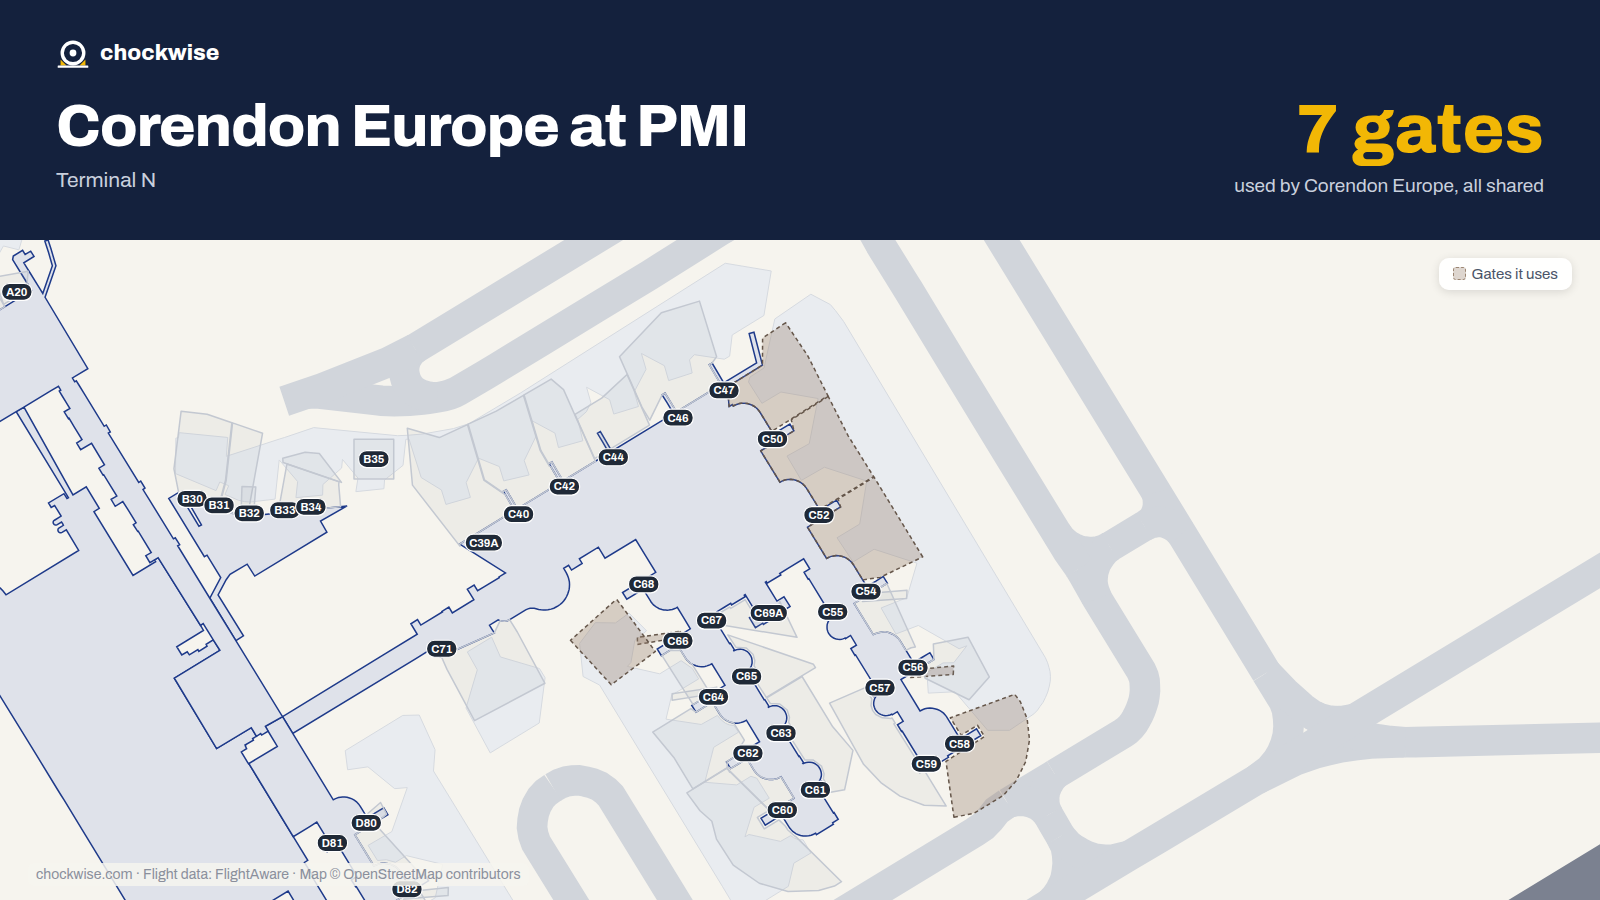 chockwise
Corendon Europe at PMI
Terminal N
7 gates
used by Corendon Europe, all shared
Gates it uses
A20
C47
C46
C50
C44
B35
C42
B30
B31
B32
B33
B34
C40
C52
C39A
C68
C54
C55
C69A
C67
C66
C71
C56
C65
C57
C64
C63
C58
C62
C59
C61
C60
D80
D81
chockwise.com · Flight data: FlightAware · Map © OpenStreetMap contributors
D82